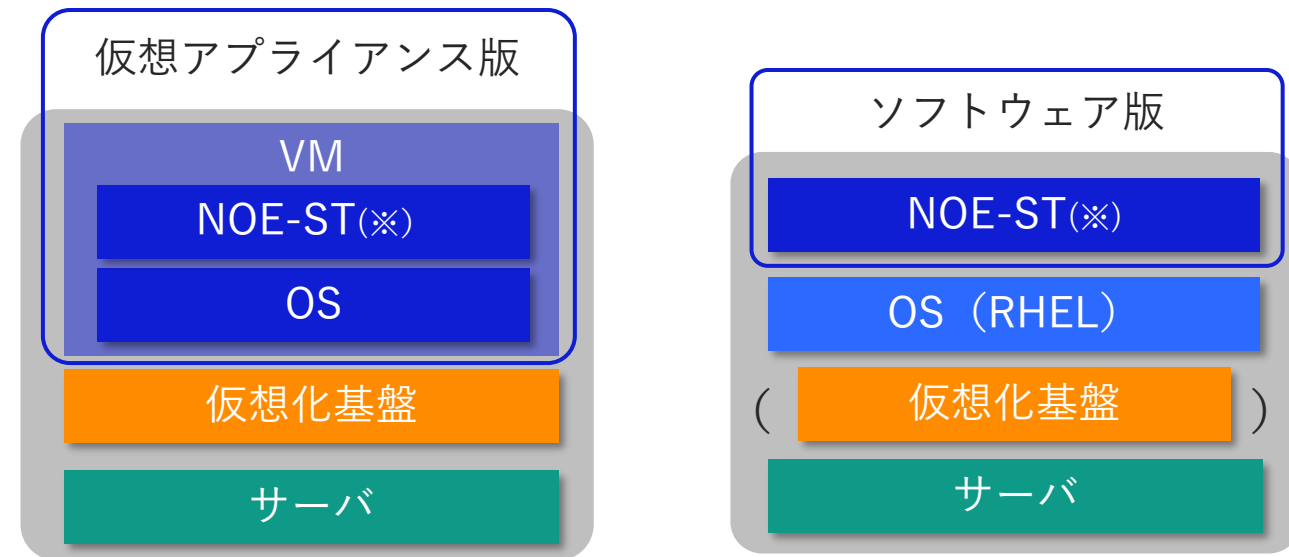 仮想アプライアンス版
VM
NOE-ST(※)
OS
仮想化基盤
サーバ
ソフトウェア版
NOE-ST(※)
OS（RHEL）
( 仮想化基盤 )
サーバ